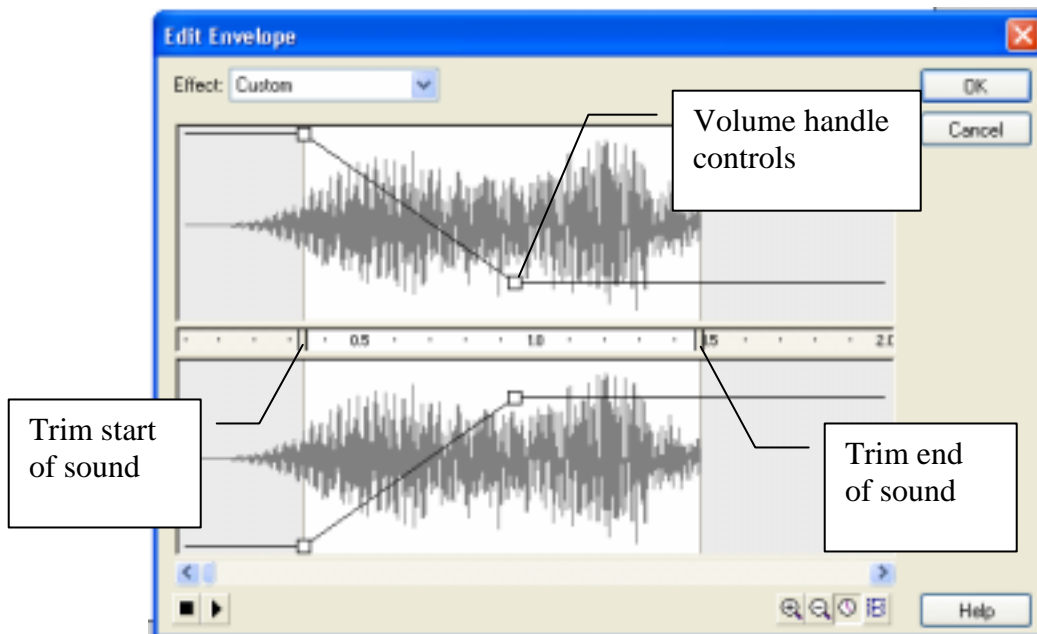 Edit Envelope
Effect: Custom
OK
Cancel
Volume handle
controls
0.5 1.0 1.5 2.0
Trim start
of sound
Trim end
of sound
Help